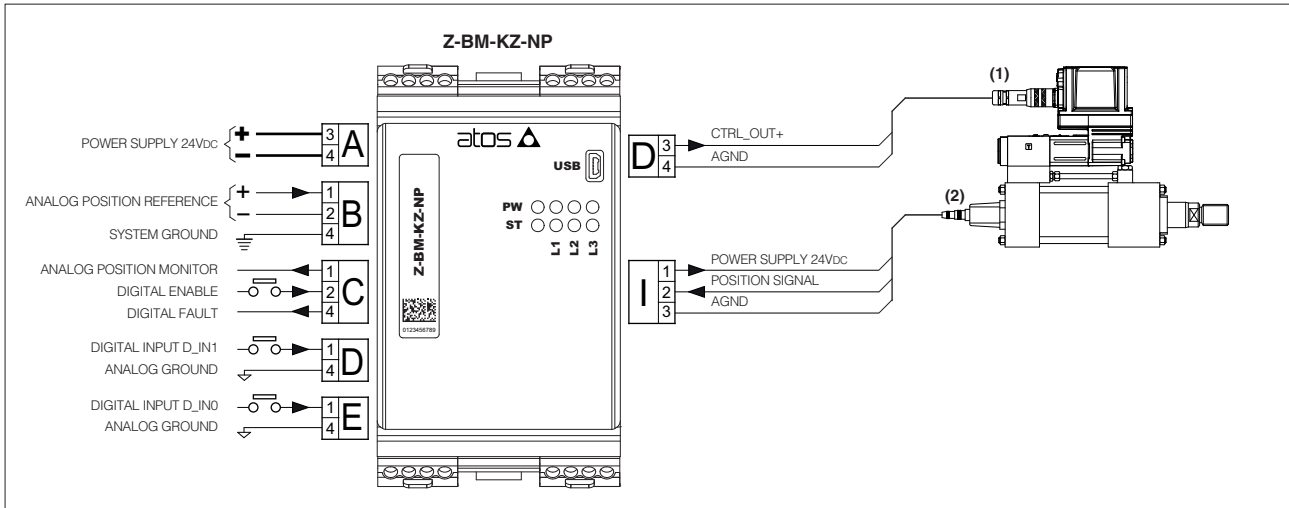 Z-BM-KZ-NP
POWER SUPPLY 24VDC
+
−
3
4
A
ANALOG POSITION REFERENCE
+
−
SYSTEM GROUND
1
2
4
B
ANALOG POSITION MONITOR
DIGITAL ENABLE
DIGITAL FAULT
1
2
4
C
DIGITAL INPUT D_IN1
ANALOG GROUND
1
4
D
DIGITAL INPUT D_IN0
ANALOG GROUND
1
4
E
atos
USB
PW
ST
L1
L2
L3
Z-BM-KZ-NP
0123456789
D
3
4
CTRL_OUT+
AGND
(1)
(2)
I
1
2
3
POWER SUPPLY 24VDC
POSITION SIGNAL
AGND